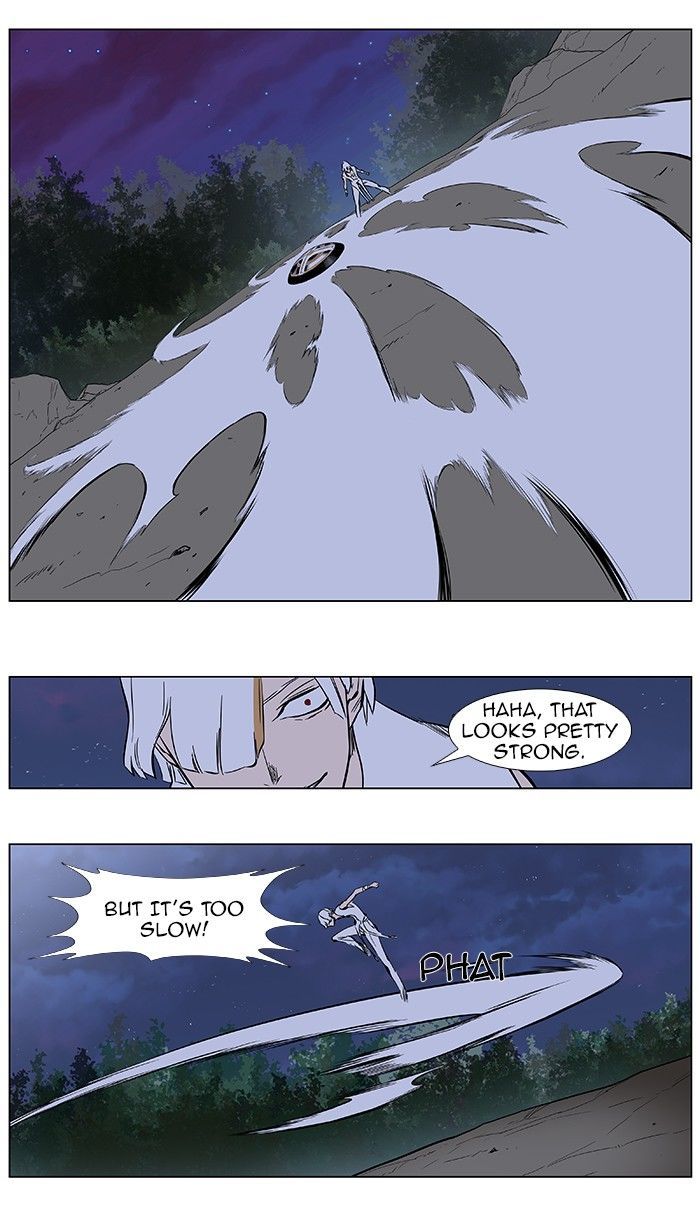 HAHA, THAT
LOOKS PRETTY
STRONG.
BUT IT'S TOO
SLOW!
PHAT